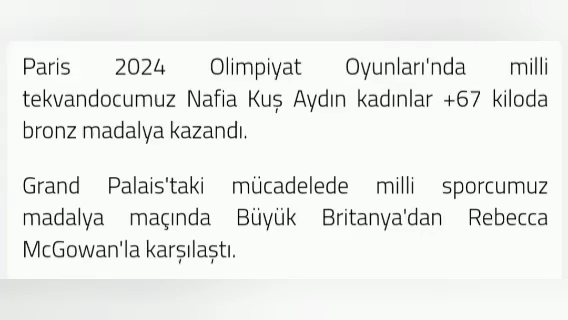 Paris 2024 Olimpiyat Oyunları'nda milli
tekvandocumuz Nafia Kuş Aydın kadınlar +67 kiloda
bronz madalya kazandı.
Grand Palais'taki mücadelede milli sporcumuz
madalya maçında Büyük Britanya'dan Rebecca
McGowan'la karşılaştı.